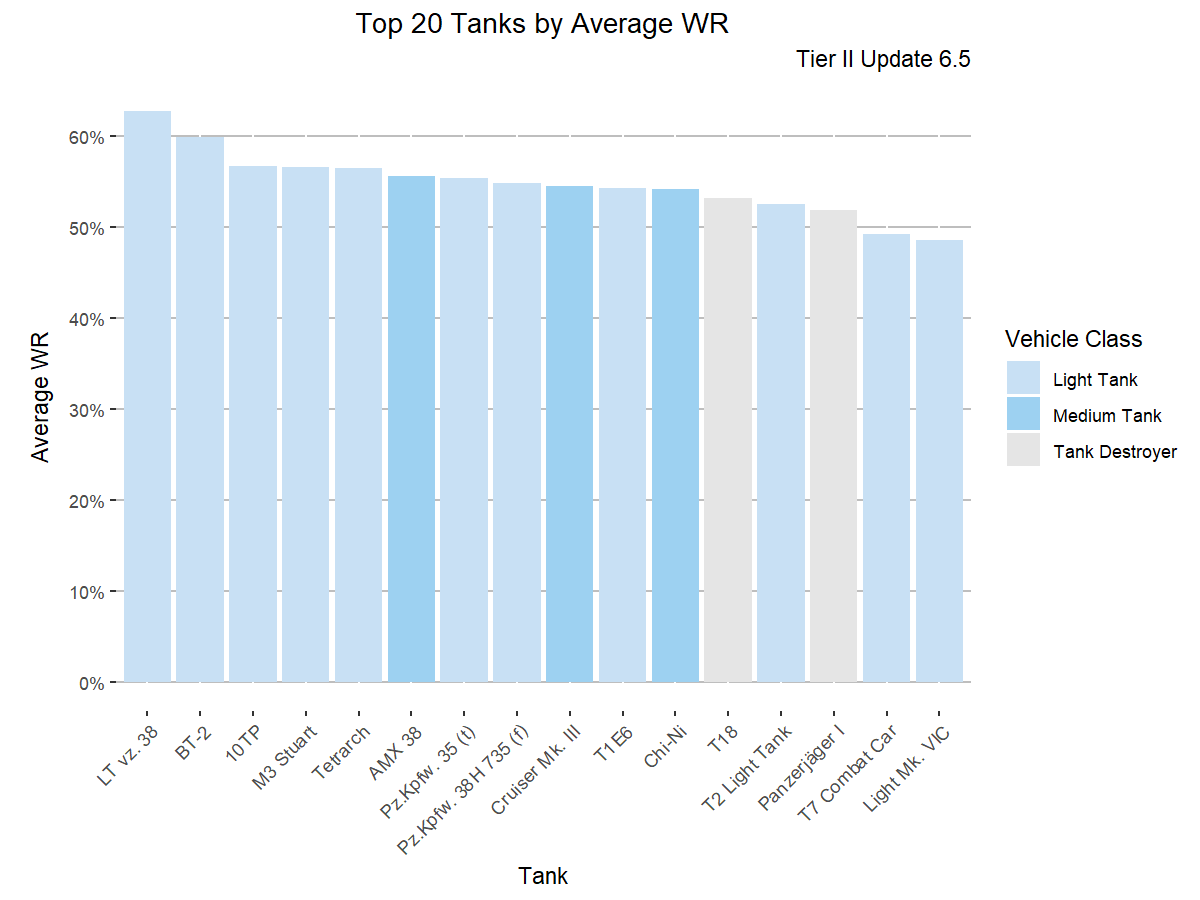 Top 20 Tanks by Average WR
Tier II Update 6.5
Average WR
60%
50%
40%
30%
20%
10%
0%
LT vz. 38
BT-2
10TP
M3 Stuart
Tetrarch
AMX 38
Pz.Kpfw. 35 (t)
Pz.Kpfw. 38H 735 (f)
Cruiser Mk. III
T1E6
Chi-Ni
T18
T2 Light Tank
Panzerjäger I
T7 Combat Car
Light Mk. VIC
Tank
Vehicle Class
Light Tank
Medium Tank
Tank Destroyer